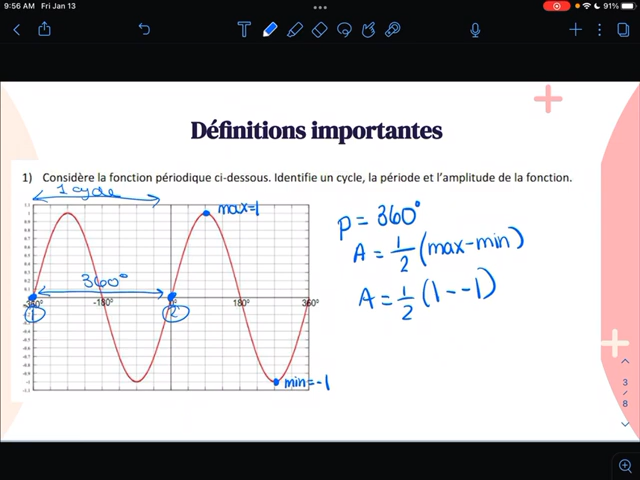 9:56 AM Fri Jan 13
91%
Définitions importantes
1) Considère la fonction périodique ci-dessous. Identifie un cycle, la période et l'amplitude de la fonction.
1 cycle
max=1
360°
-360° -180° 0° 180° 360°
1 2
min=-1
P = 360°
A = 1/2 (max-min)
A = 1/2 (1 - -1)
3
/
8